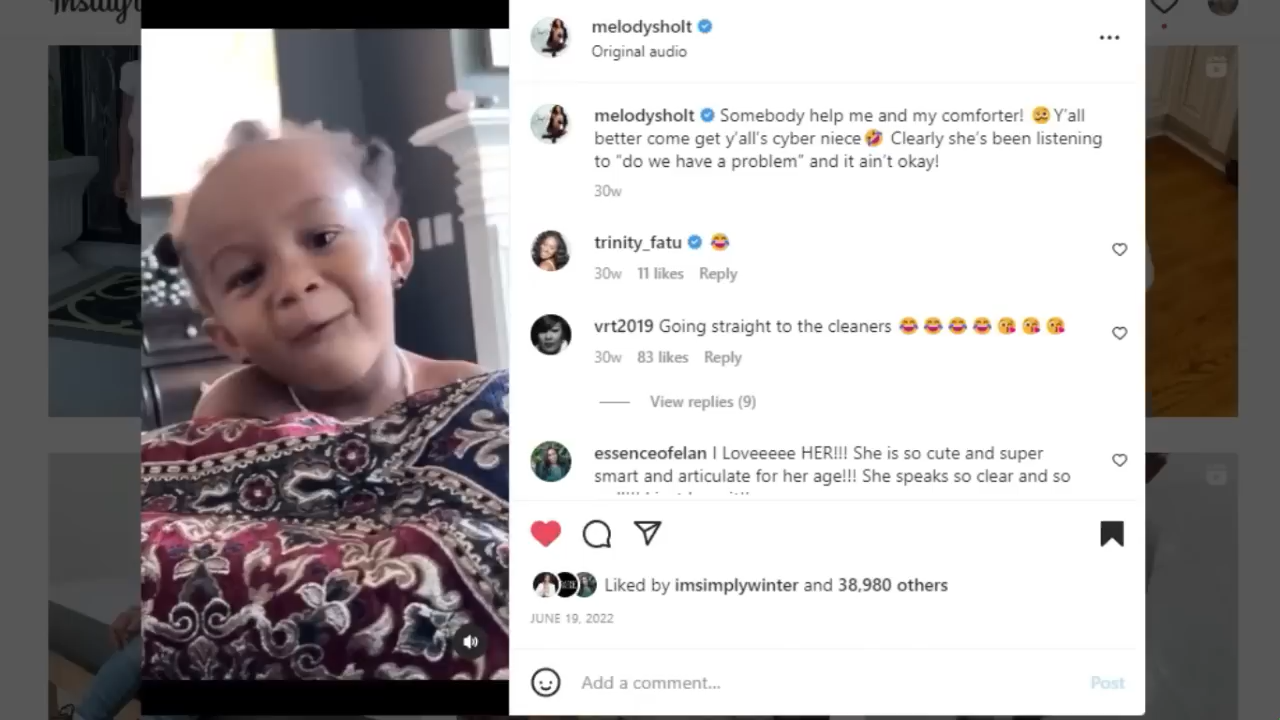 melodysholt
Original audio
melodysholt Somebody help me and my comforter! 🥴Y'all
better come get y'all's cyber niece🤣 Clearly she's been listening
to "do we have a problem" and it ain't okay!
30w
trinity_fatu 😂
30w 11 likes Reply
vrt2019 Going straight to the cleaners 😂😂😂😂😘😘😘
30w 83 likes Reply
View replies (9)
essenceofelan I Loveeeee HER!!! She is so cute and super
smart and articulate for her age!!! She speaks so clear and so
Liked by imsimplywinter and 38,980 others
JUNE 19, 2022
Add a comment... Post